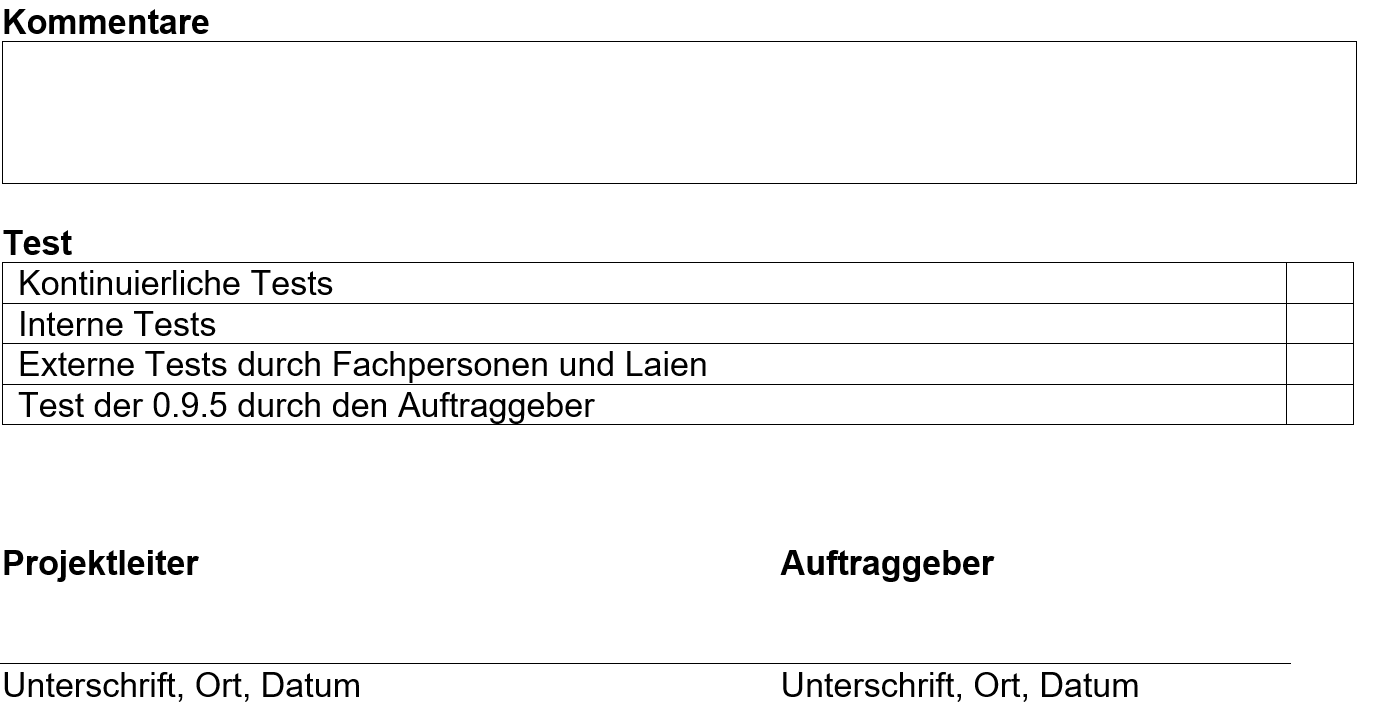 Kommentare
Test
Kontinuierliche Tests
Interne Tests
Externe Tests durch Fachpersonen und Laien
Test der 0.9.5 durch den Auftraggeber
Projektleiter Auftraggeber
Unterschrift, Ort, Datum Unterschrift, Ort, Datum